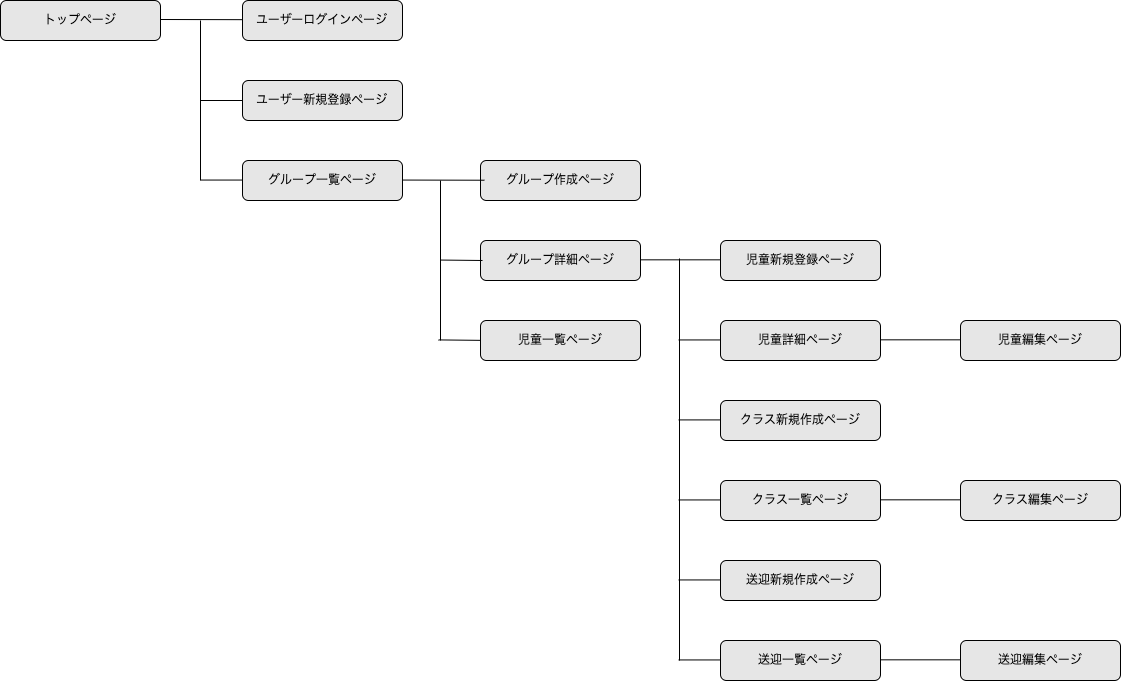 トップページ
ユーザーログインページ
ユーザー新規登録ページ
グループ一覧ページ
グループ作成ページ
グループ詳細ページ
児童新規登録ページ
児童一覧ページ
児童詳細ページ
児童編集ページ
クラス新規作成ページ
クラス一覧ページ
クラス編集ページ
送迎新規作成ページ
送迎一覧ページ
送迎編集ページ